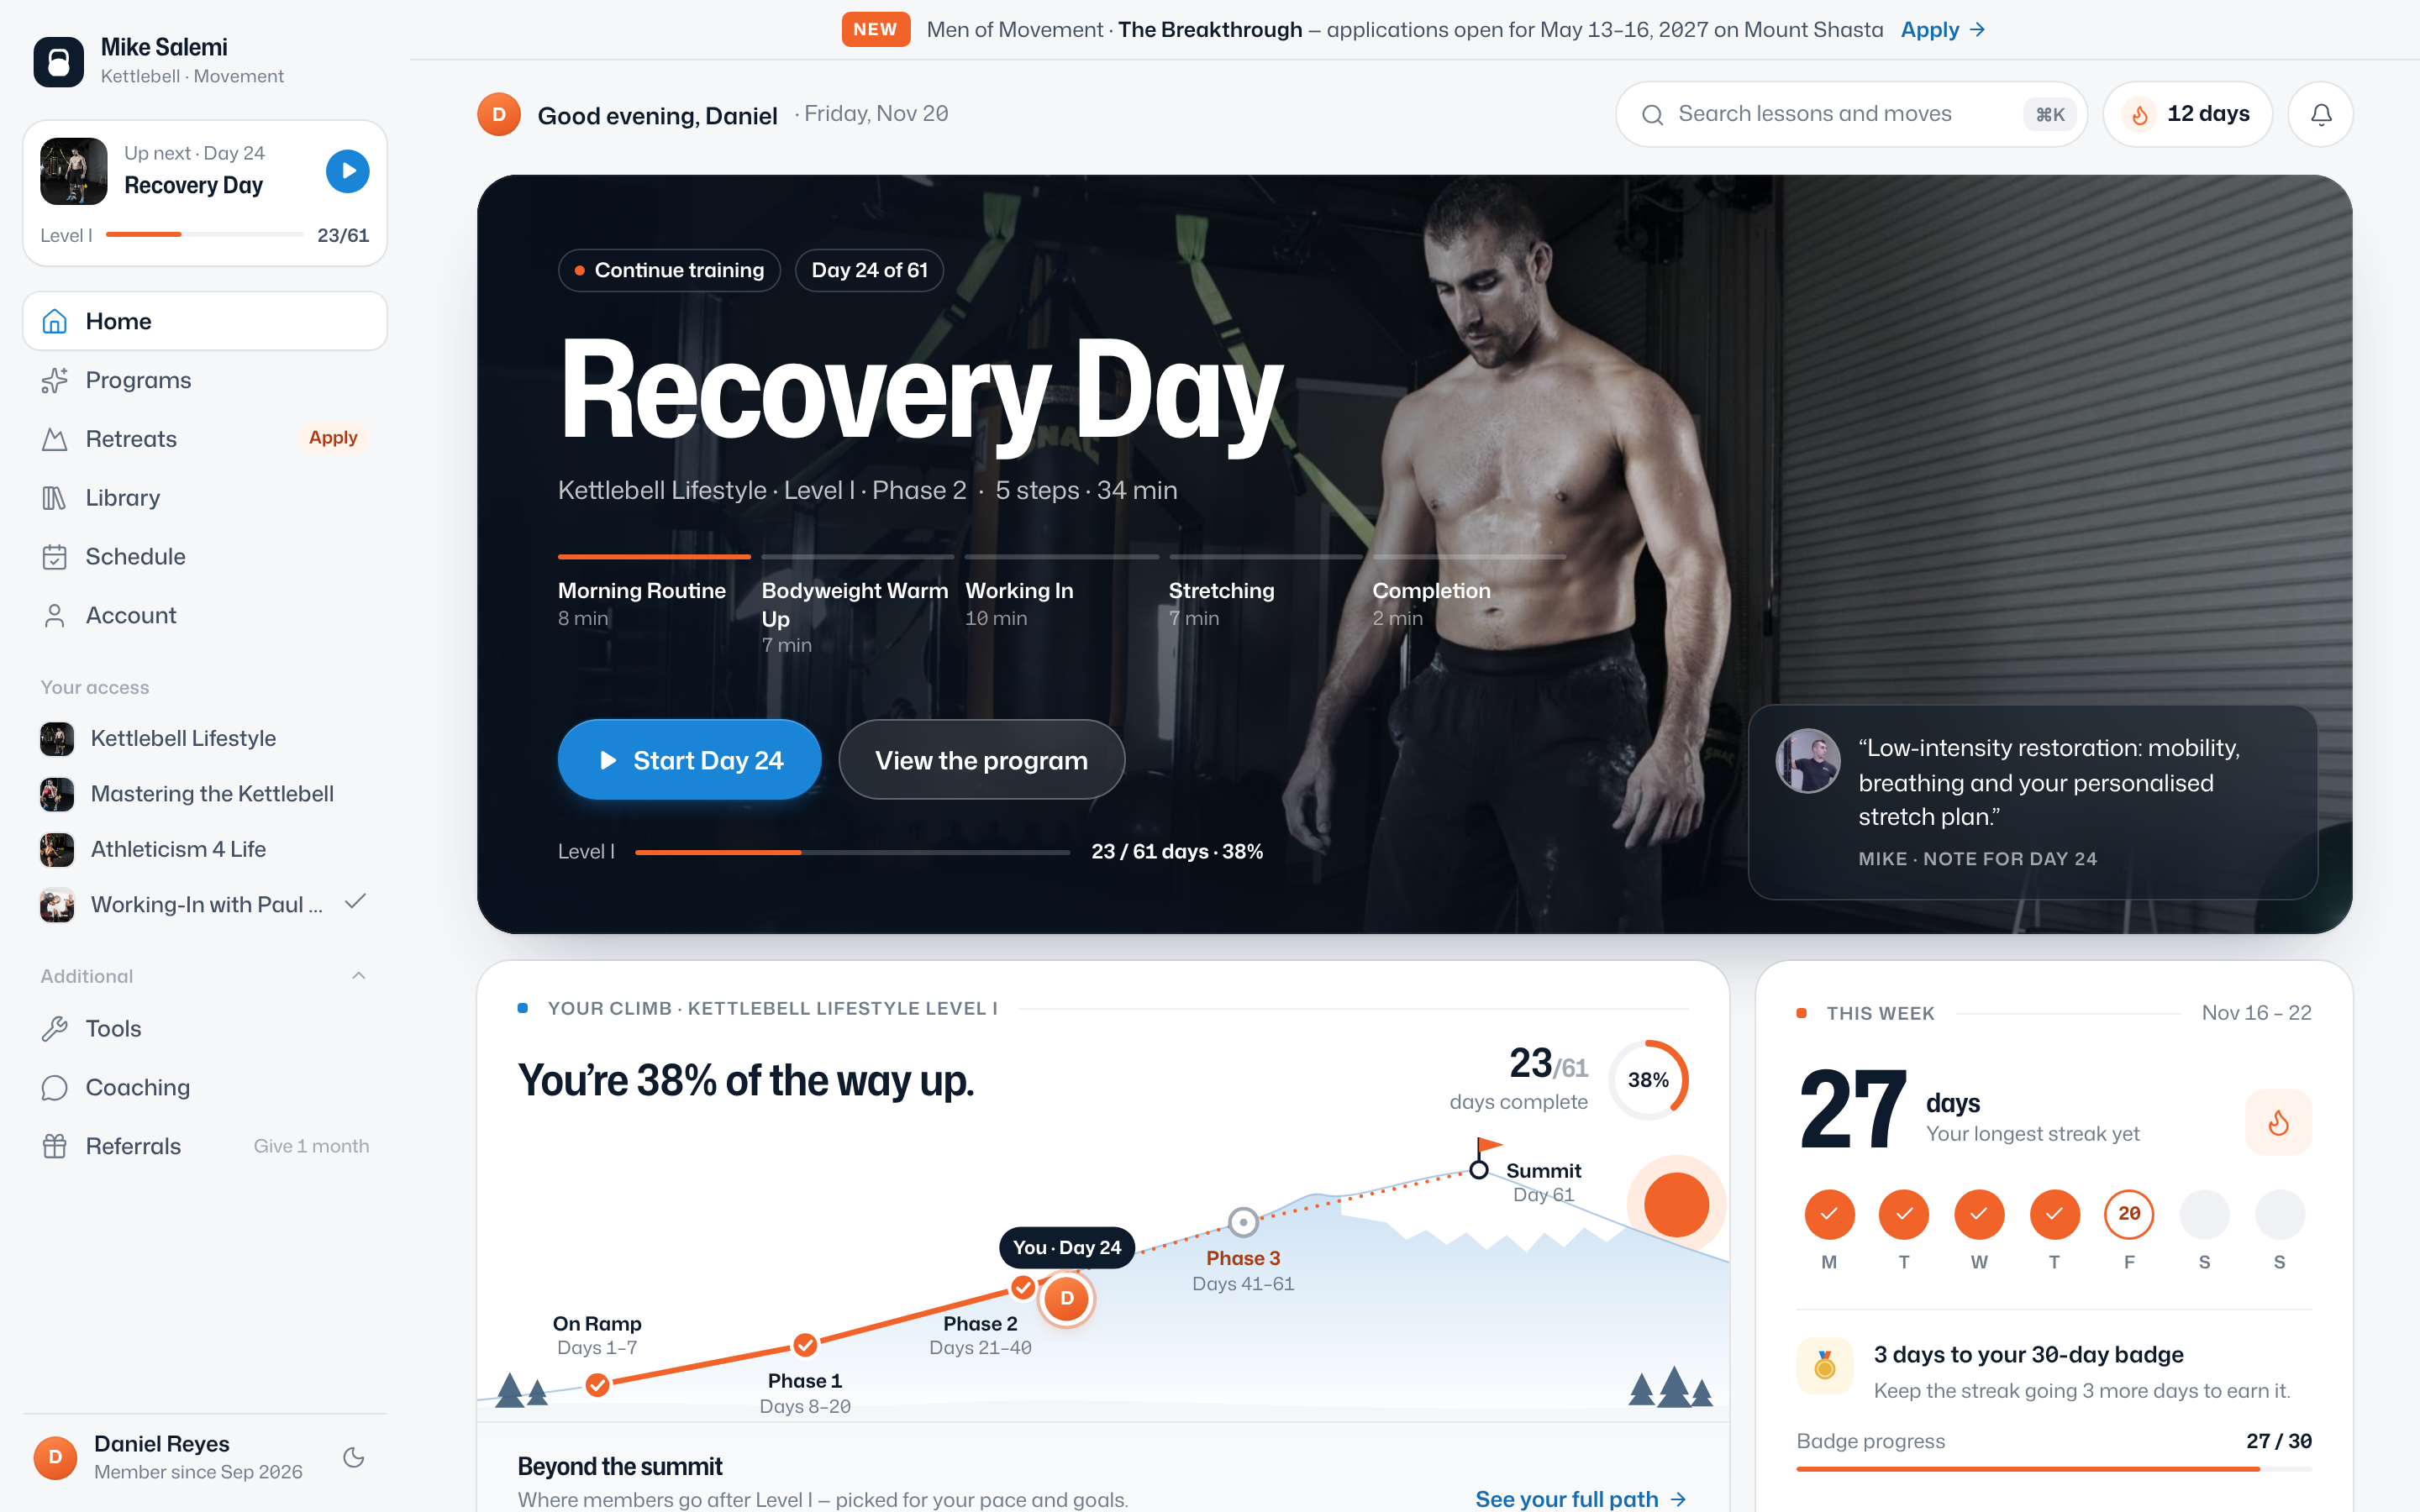 NEW Men of Movement · The Breakthrough — applications open for May 13–16, 2027 on Mount Shasta Apply →
Mike Salemi
Kettlebell · Movement
Up next · Day 24
Recovery Day
Level I 23/61
Home
Programs
Retreats Apply
Library
Schedule
Account
Your access
Kettlebell Lifestyle
Mastering the Kettlebell
Athleticism 4 Life
Working-In with Paul ...
Additional
Tools
Coaching
Referrals Give 1 month
D
Daniel Reyes
Member since Sep 2026
D Good evening, Daniel · Friday, Nov 20
Search lessons and moves ⌘K
12 days
Continue training
Day 24 of 61
Recovery Day
Kettlebell Lifestyle · Level I · Phase 2 · 5 steps · 34 min
Morning Routine
8 min
Bodyweight Warm
Up
7 min
Working In
10 min
Stretching
7 min
Completion
2 min
Start Day 24
View the program
Level I 23 / 61 days · 38%
“Low-intensity restoration: mobility,
breathing and your personalised
stretch plan.”
MIKE · NOTE FOR DAY 24
YOUR CLIMB · KETTLEBELL LIFESTYLE LEVEL I
You’re 38% of the way up.
23/61
days complete
38%
Summit
Day 61
You · Day 24
D
Phase 3
Days 41–61
On Ramp
Days 1–7
Phase 2
Days 21–40
Phase 1
Days 8–20
Beyond the summit
Where members go after Level I — picked for your pace and goals.
See your full path →
THIS WEEK Nov 16 – 22
27 days
Your longest streak yet
20
M T W T F S S
3 days to your 30-day badge
Keep the streak going 3 more days to earn it.
Badge progress 27 / 30